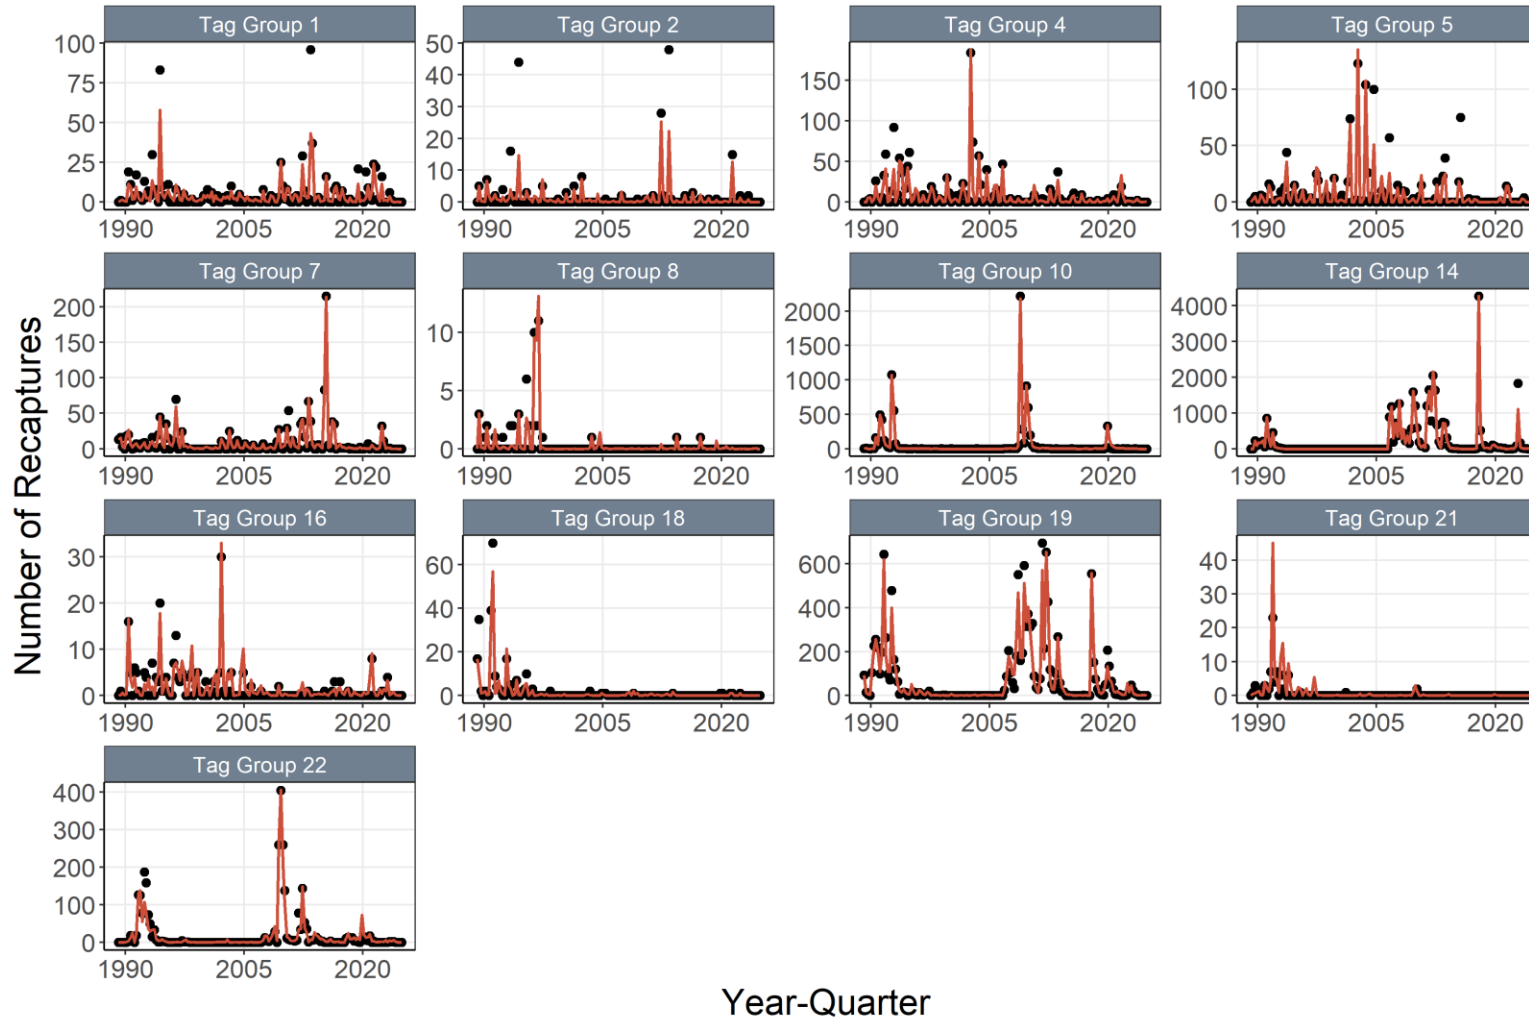 Tag Group 1
Tag Group 2
Tag Group 4
Tag Group 5
100
75
50
25
0
50
40
30
20
10
0
150
100
50
0
100
50
0
1990 2005 2020
1990 2005 2020
1990 2005 2020
1990 2005 2020
Tag Group 7
Tag Group 8
Tag Group 10
Tag Group 14
200
150
100
50
0
10
5
0
2000
1500
1000
500
0
4000
3000
2000
1000
0
1990 2005 2020
1990 2005 2020
1990 2005 2020
1990 2005 2020
Tag Group 16
Tag Group 18
Tag Group 19
Tag Group 21
30
20
10
0
60
40
20
0
600
400
200
0
40
30
20
10
0
1990 2005 2020
1990 2005 2020
1990 2005 2020
1990 2005 2020
Tag Group 22
400
300
200
100
0
1990 2005 2020
Number of Recaptures
Year-Quarter